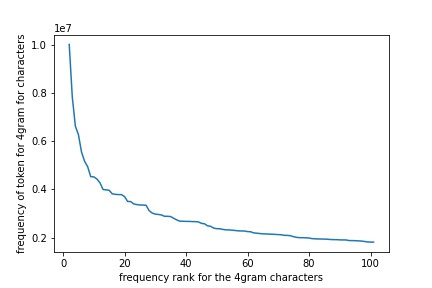 1e7
1.0
0.8
0.6
0.4
0.2
0 20 40 60 80 100
frequency of token for 4gram for characters
frequency rank for the 4gram characters